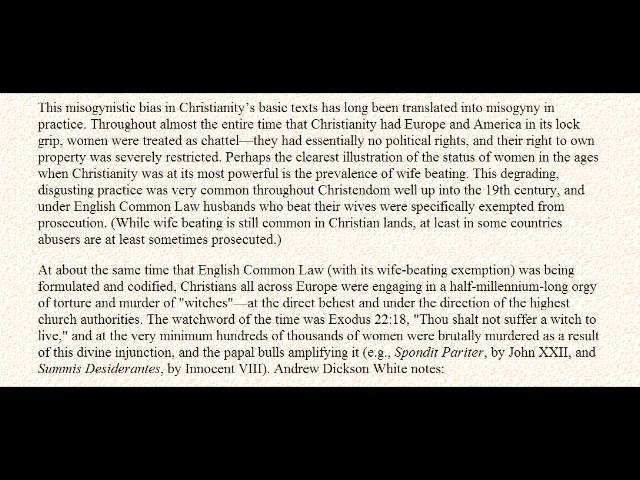 This misogynistic bias in Christianity's basic texts has long been translated into misogyny in
practice. Throughout almost the entire time that Christianity had Europe and America in its lock
grip, women were treated as chattel—they had essentially no political rights, and their right to own
property was severely restricted. Perhaps the clearest illustration of the status of women in the ages
when Christianity was at its most powerful is the prevalence of wife beating. This degrading,
disgusting practice was very common throughout Christendom well up into the 19th century, and
under English Common Law husbands who beat their wives were specifically exempted from
prosecution. (While wife beating is still common in Christian lands, at least in some countries
abusers are at least sometimes prosecuted.)
At about the same time that English Common Law (with its wife-beating exemption) was being
formulated and codified, Christians all across Europe were engaging in a half-millennium-long orgy
of torture and murder of "witches"—at the direct behest and under the direction of the highest
church authorities. The watchword of the time was Exodus 22:18, "Thou shalt not suffer a witch to
live," and at the very minimum hundreds of thousands of women were brutally murdered as a result
of this divine injunction, and the papal bulls amplifying it (e.g., Spondit Pariter, by John XXII, and
Summis Desiderantes, by Innocent VIII). Andrew Dickson White notes: